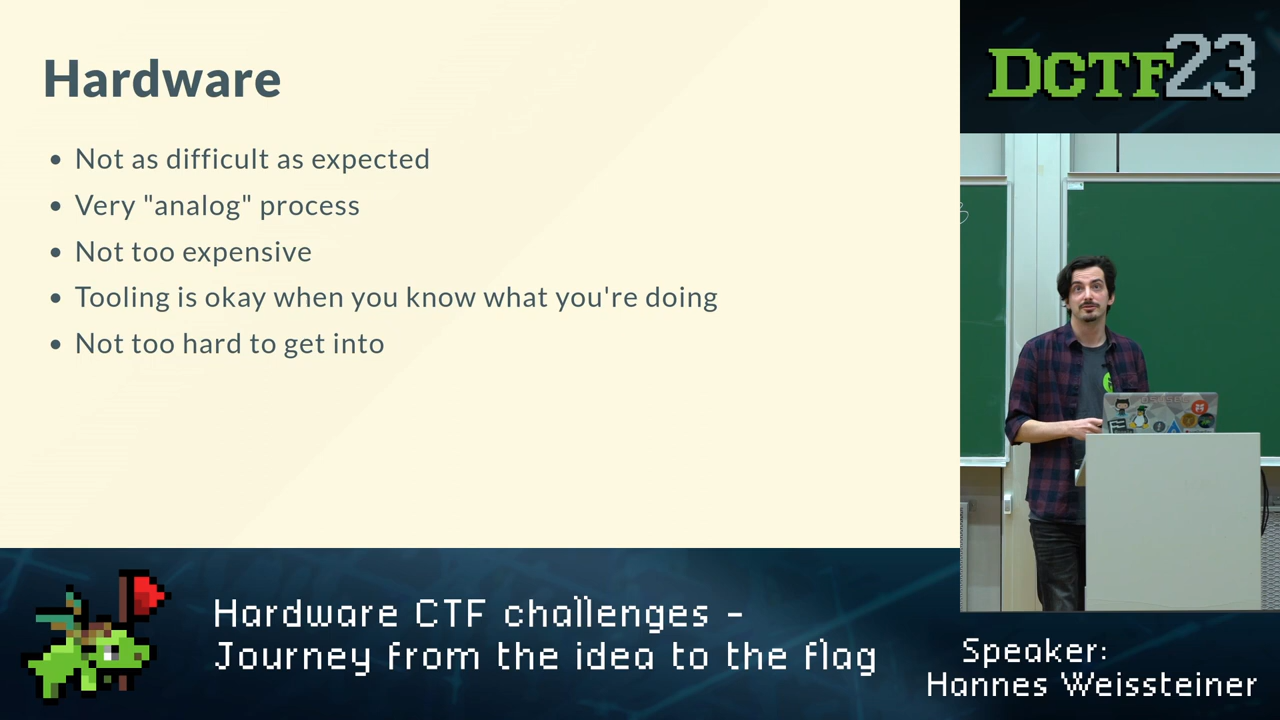 Hardware
Not as difficult as expected
Very "analog" process
Not too expensive
Tooling is okay when you know what you're doing
Not too hard to get into
DCTF23
Hardware CTF challenges -
Journey from the idea to the flag
Speaker:
Hannes Weissteiner